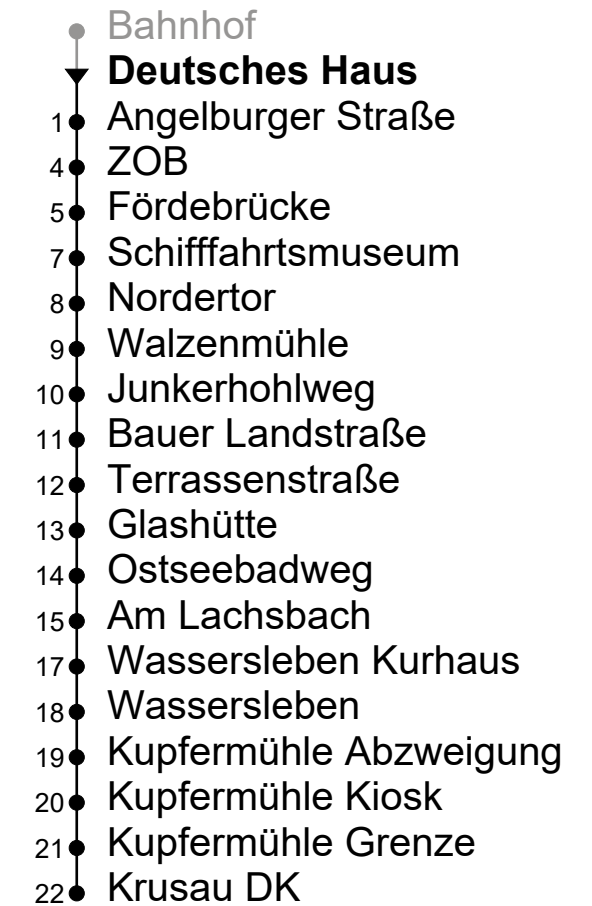 Bahnhof
Deutsches Haus
1 Angelburger Straße
4 ZOB
5 Fördebrücke
7 Schifffahrtsmuseum
8 Nordertor
9 Walzenmühle
10 Junkerhohlweg
11 Bauer Landstraße
12 Terrassenstraße
13 Glashütte
14 Ostseebadweg
15 Am Lachsbach
17 Wassersleben Kurhaus
18 Wassersleben
19 Kupfermühle Abzweigung
20 Kupfermühle Kiosk
21 Kupfermühle Grenze
22 Krusau DK